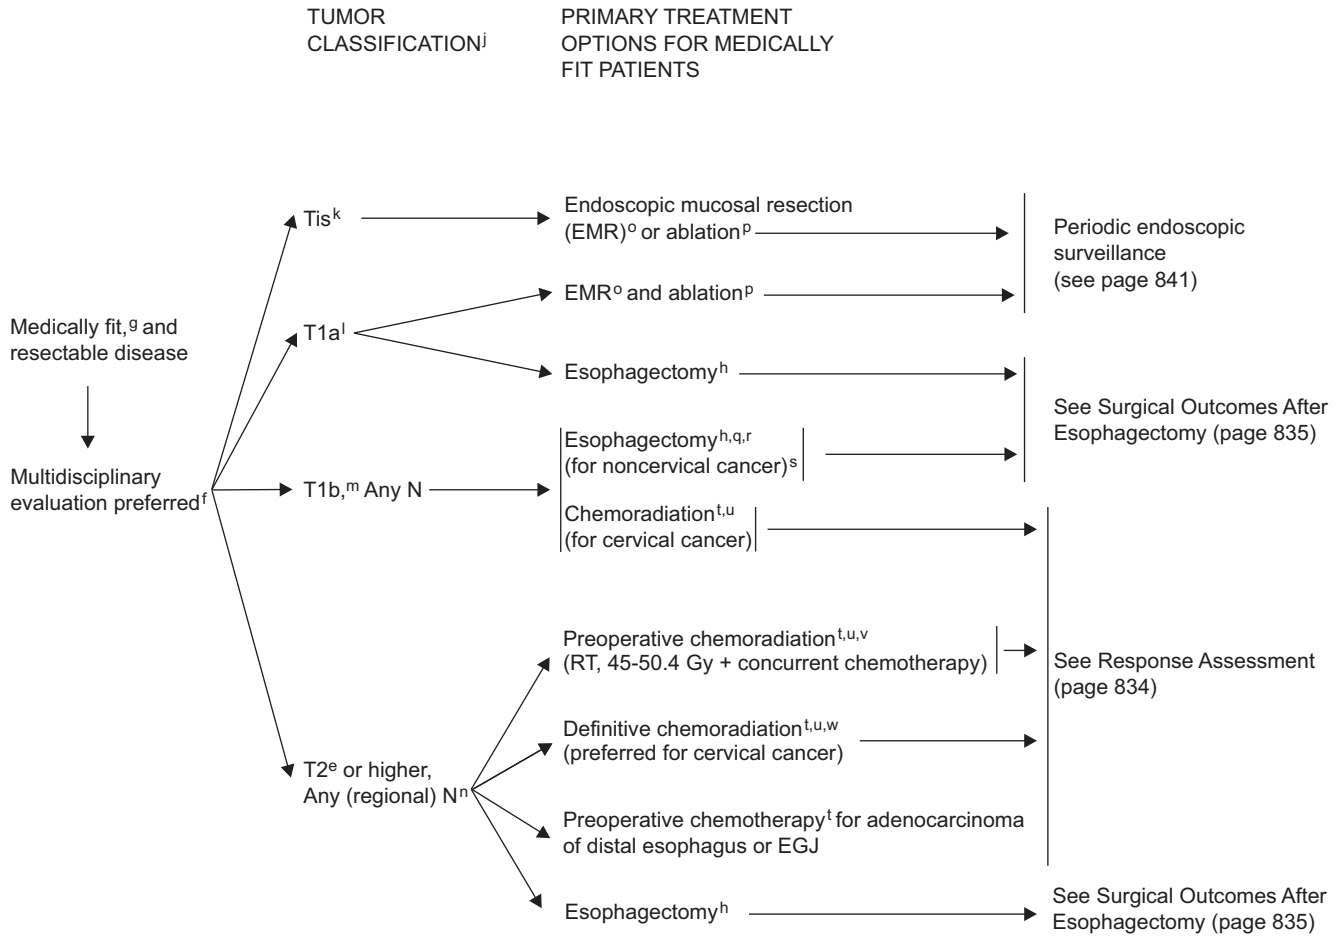 TUMOR
CLASSIFICATIONj
PRIMARY TREATMENT
OPTIONS FOR MEDICALLY
FIT PATIENTS
Medically fit,g and
resectable disease
Multidisciplinary
evaluation preferredf
Tisk
Endoscopic mucosal resection
(EMR)o or ablationp
Periodic endoscopic
surveillance
(see page 841)
T1al
EMRo and ablationp
Esophagectomyh
See Surgical Outcomes After
Esophagectomy (page 835)
T1b,m Any N
Esophagectomyh,q,r
(for noncervical cancer)s
Chemoradiationt,u
(for cervical cancer)
T2e or higher,
Any (regional) Nn
Preoperative chemoradiationt,u,v
(RT, 45-50.4 Gy + concurrent chemotherapy)
See Response Assessment
(page 834)
Definitive chemoradiationt,u,w
(preferred for cervical cancer)
Preoperative chemotherapyt for adenocarcinoma
of distal esophagus or EGJ
Esophagectomyh
See Surgical Outcomes After
Esophagectomy (page 835)